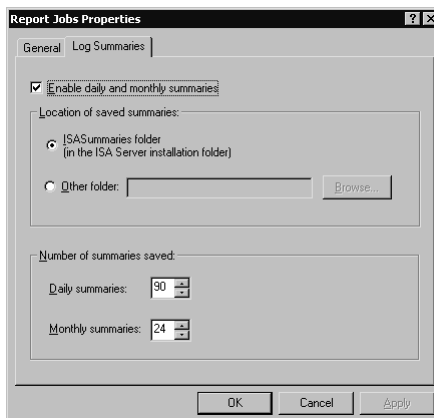 Report Jobs Properties
General Log Summaries
Enable daily and monthly summaries
Location of saved summaries:
ISASummaries folder
(in the ISA Server installation folder)
Other folder: Browse...
Number of summaries saved:
Daily summaries: 90
Monthly summaries: 24
OK Cancel Apply